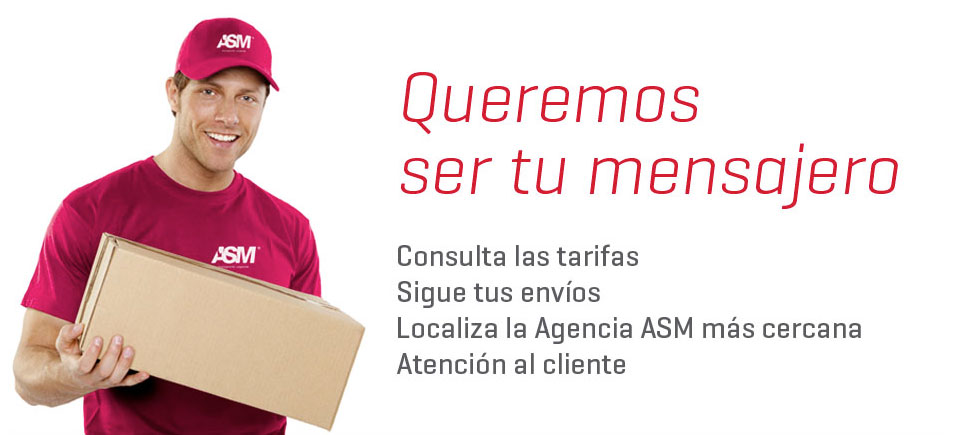 ASM
ASM
Queremos
ser tu mensajero
Consulta las tarifas
Sigue tus envíos
Localiza la Agencia ASM más cercana
Atención al cliente